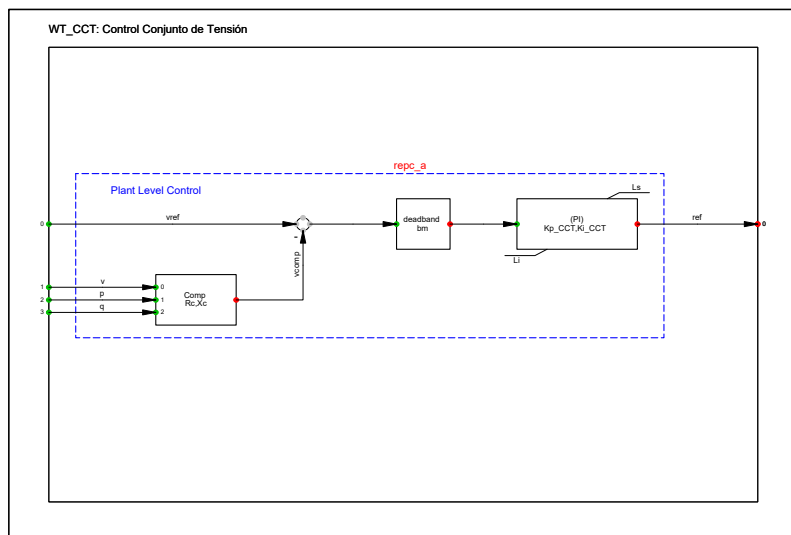 WT_CCT: Control Conjunto de Tensión
repc_a
Plant Level Control
Ls
0
vref
-
deadband
bm
(PI)
Kp_CCT,Ki_CCT
ref
0
Li
vcomp
1
v
0
2
p
1
3
q
2
Comp
Rc,Xc